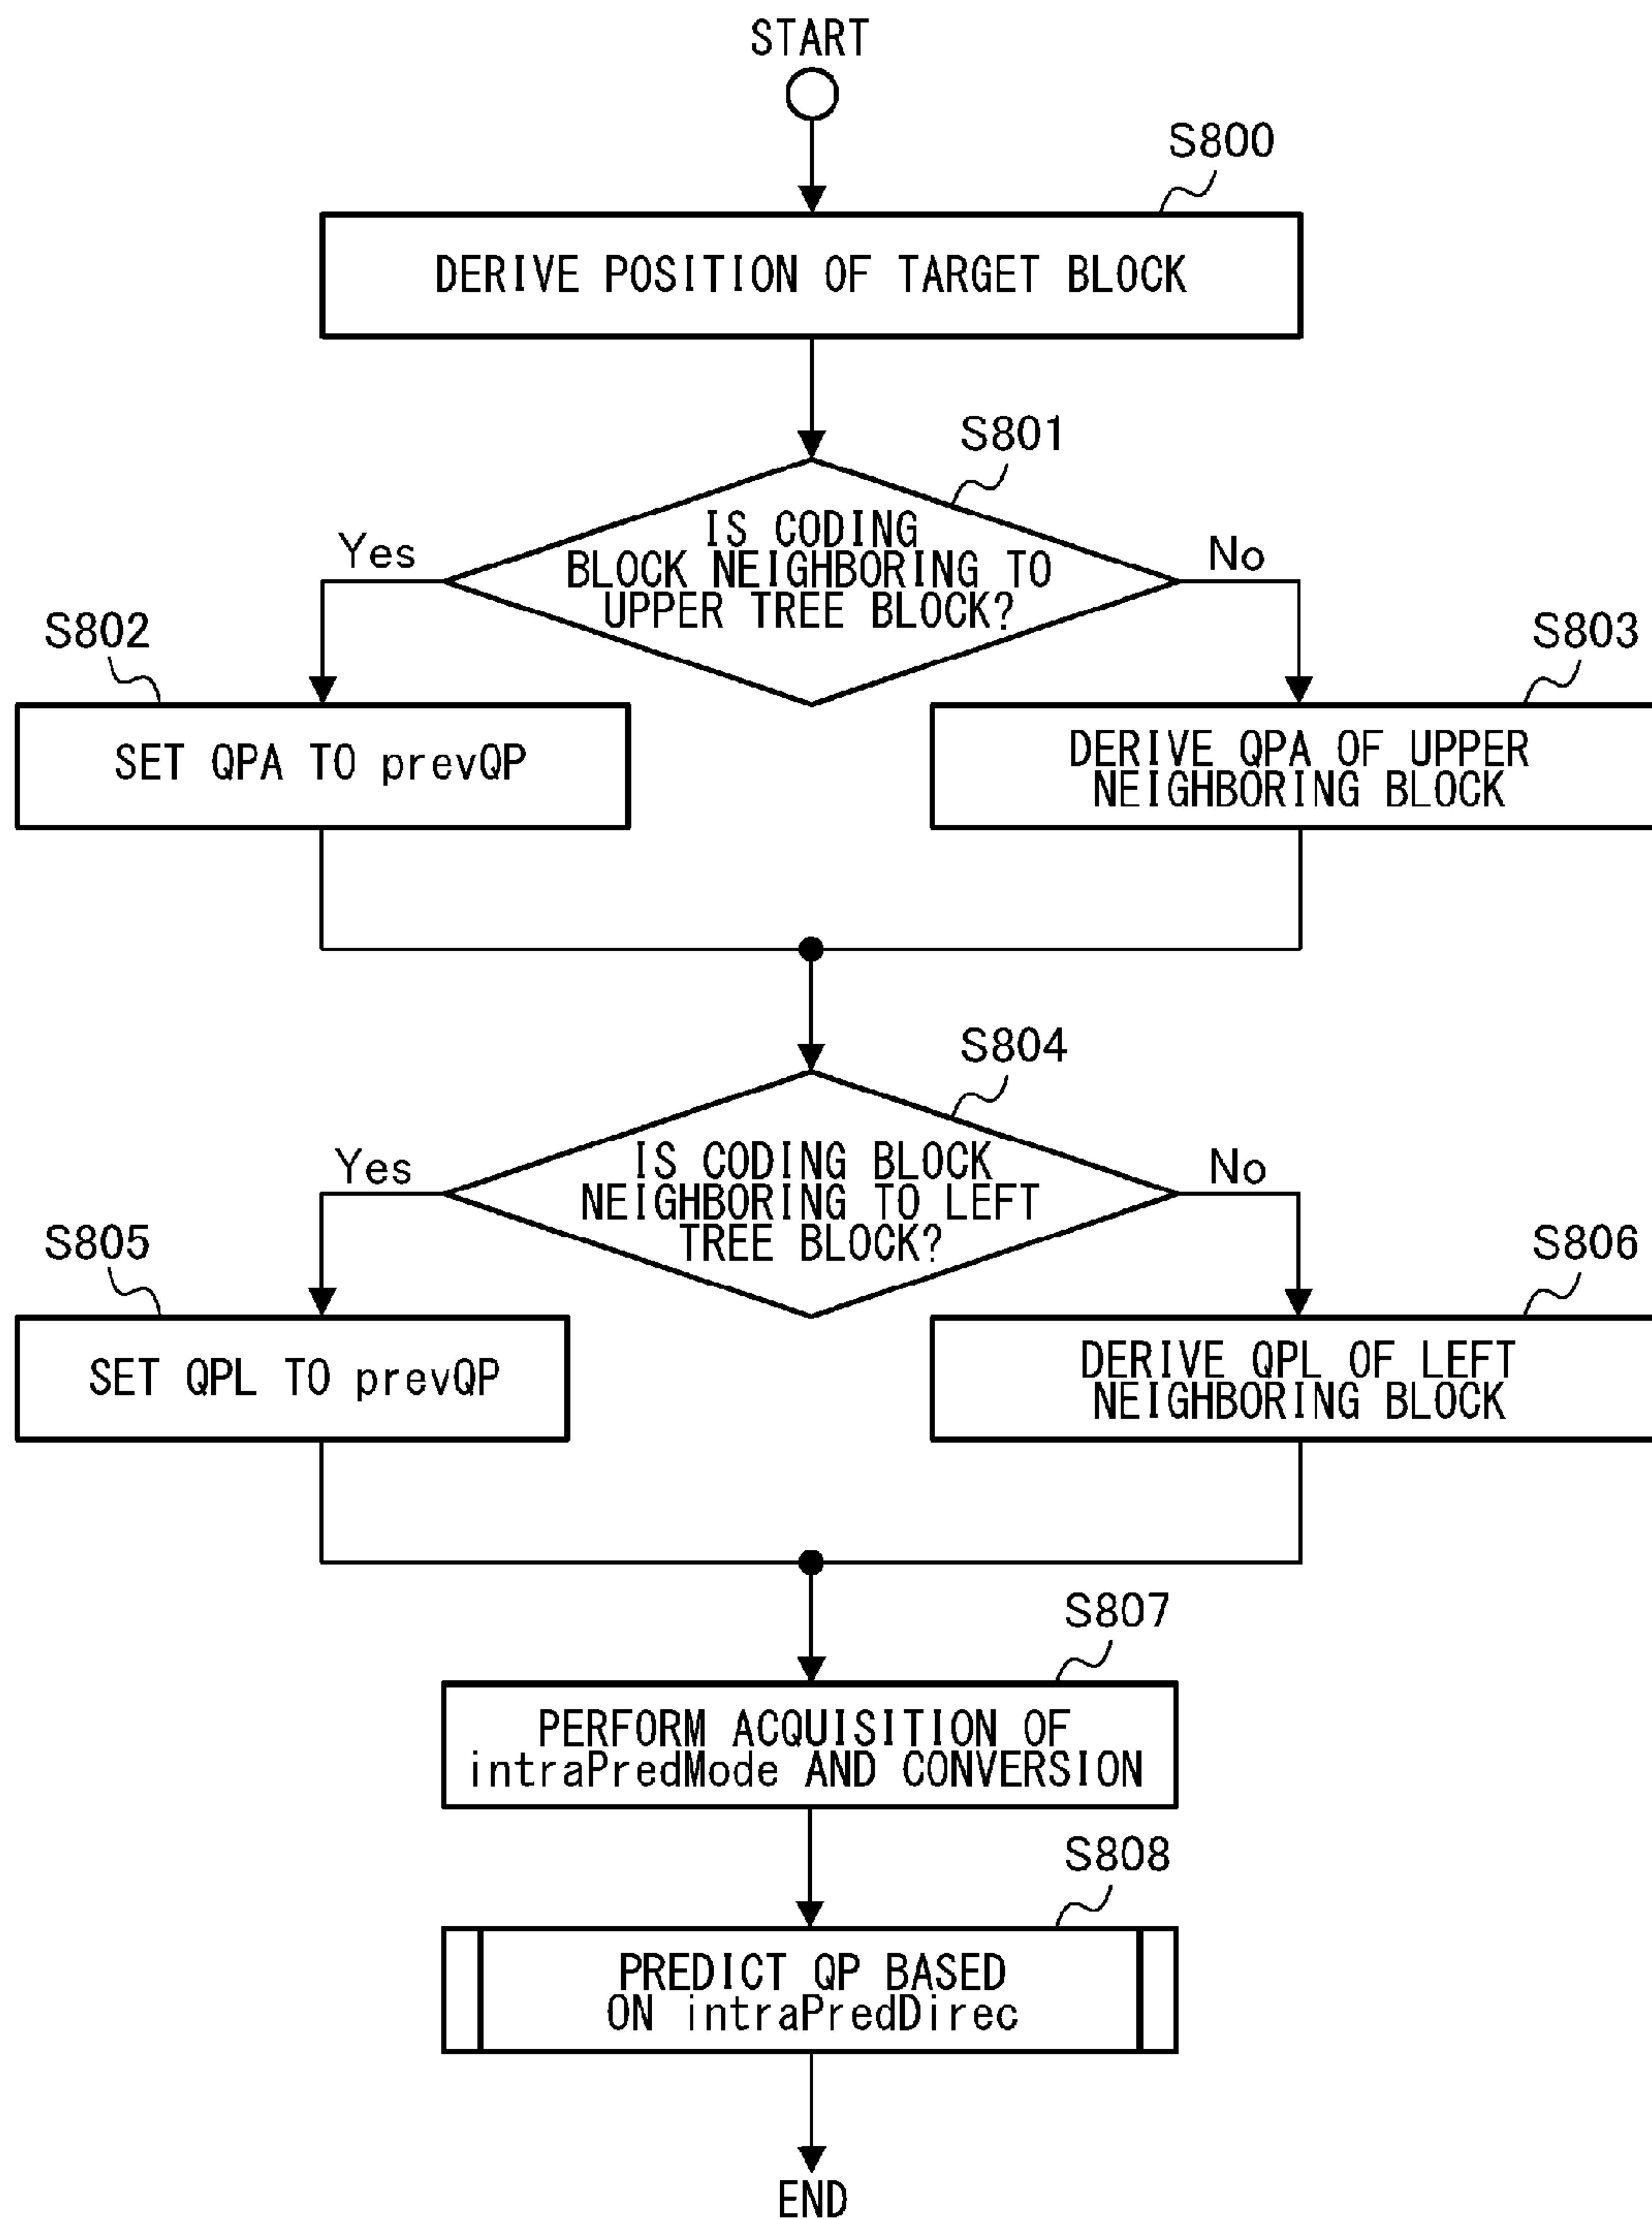 START
S800
DERIVE POSITION OF TARGET BLOCK
S801
IS CODING
BLOCK NEIGHBORING TO
UPPER TREE BLOCK?
Yes
No
S802
S803
SET QPA TO prevQP
DERIVE QPA OF UPPER
NEIGHBORING BLOCK
S804
IS CODING BLOCK
NEIGHBORING TO LEFT
TREE BLOCK?
Yes
No
S805
S806
SET QPL TO prevQP
DERIVE QPL OF LEFT
NEIGHBORING BLOCK
S807
PERFORM ACQUISITION OF
intraPredMode AND CONVERSION
S808
PREDICT QP BASED
ON intraPredDirec
END